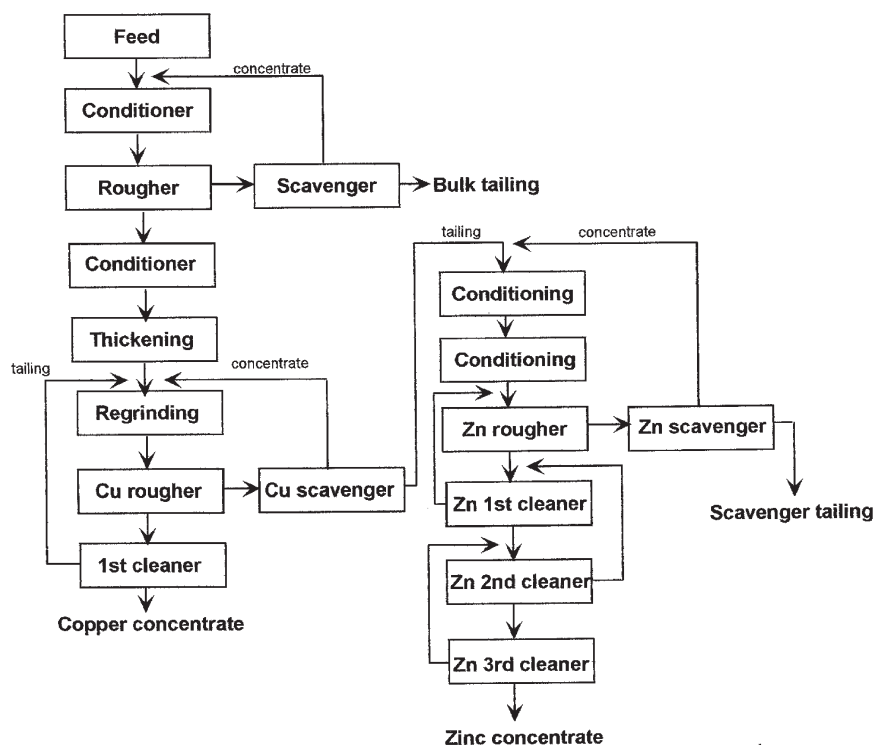 Feed
concentrate
Conditioner
Rougher
Scavenger
Bulk tailing
Conditioner
Thickening
tailing
concentrate
Regrinding
Cu rougher
Cu scavenger
1st cleaner
Copper concentrate
tailing
concentrate
Conditioning
Conditioning
Zn rougher
Zn scavenger
Zn 1st cleaner
Scavenger tailing
Zn 2nd cleaner
Zn 3rd cleaner
Zinc concentrate